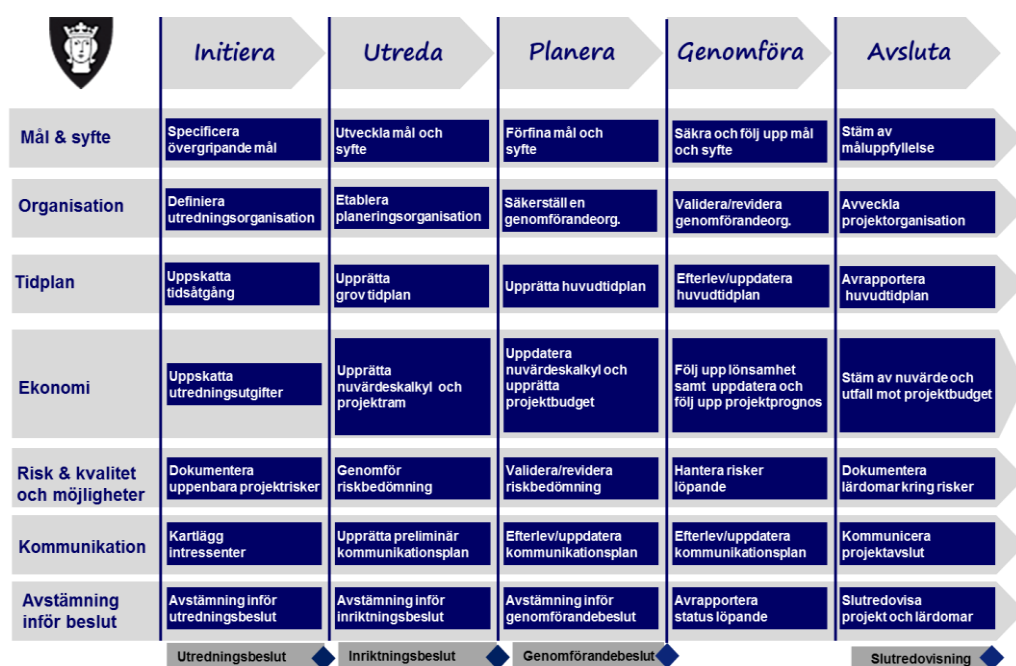 Initiera
Utreda
Planera
Genomföra
Avsluta
Mål & syfte
Specificera
övergripande mål
Utveckla mål och
syfte
Förfina mål och
syfte
Säkra och följ upp mål
och syfte
Stäm av
måluppfyllelse
Organisation
Definiera
utredningsorganisation
Etablera
planeringsorganisation
Säkerställ en
genomförandeorg.
Validera/revidera
genomförandeorg.
Avveckla
projektorganisation
Tidplan
Uppskatta
tidsåtgång
Upprätta
grov tidplan
Upprätta huvudtidplan
Efterlev/uppdatera
huvudtidplan
Avrapportera
huvudtidplan
Ekonomi
Uppskatta
utredningsutgifter
Upprätta
nuvärdeskalkyl och
projektram
Uppdatera
nuvärdeskalkyl och
upprätta
projektbudget
Följ upp lönsamhet
samt uppdatera och
följ upp projektprognos
Stäm av nuvärde och
utfall mot projektbudget
Risk & kvalitet
och möjligheter
Dokumentera
uppenbara projektrisker
Genomför
riskbedömning
Validera/revidera
riskbedömning
Hantera risker
löpande
Dokumentera
lärdomar kring risker
Kommunikation
Kartlägg
intressenter
Upprätta preliminär
kommunikationsplan
Efterlev/uppdatera
kommunikationsplan
Efterlev/uppdatera
kommunikationsplan
Kommunicera
projektavslut
Avstämning
inför beslut
Avstämning inför
utredningsbeslut
Avstämning inför
inriktningsbeslut
Avstämning inför
genomförandebeslut
Avrapportera
status löpande
Slutredovisa
projekt och lärdomar
Utredningsbeslut
Inriktningsbeslut
Genomförandebeslut
Slutredovisning